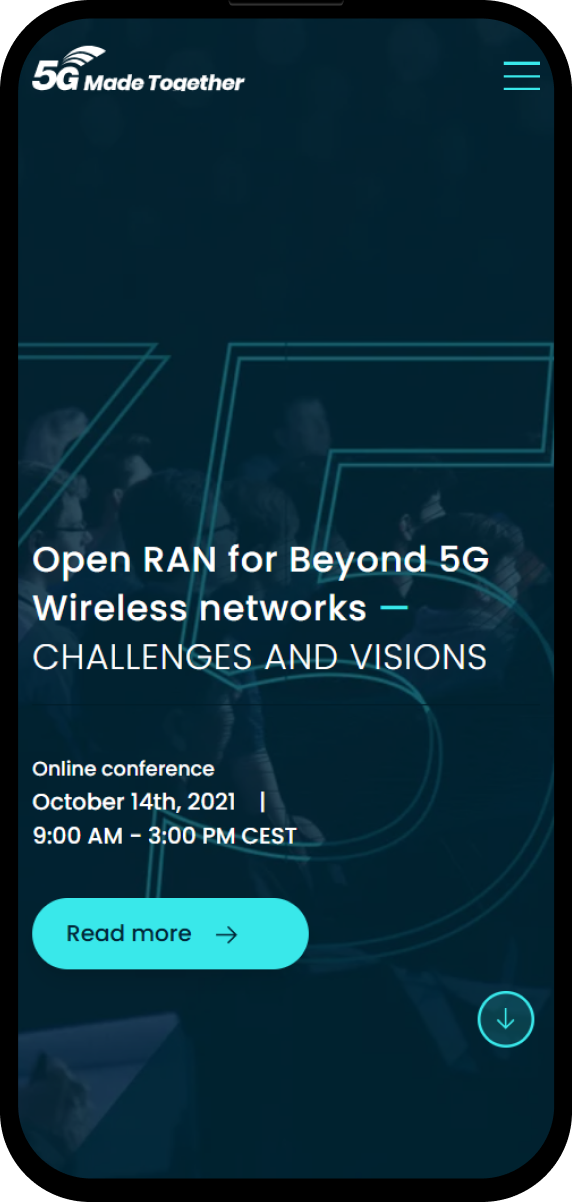 5G Made Together
Open RAN for Beyond 5G
Wireless networks —
CHALLENGES AND VISIONS
Online conference
October 14th, 2021 |
9:00 AM - 3:00 PM CEST
Read more →